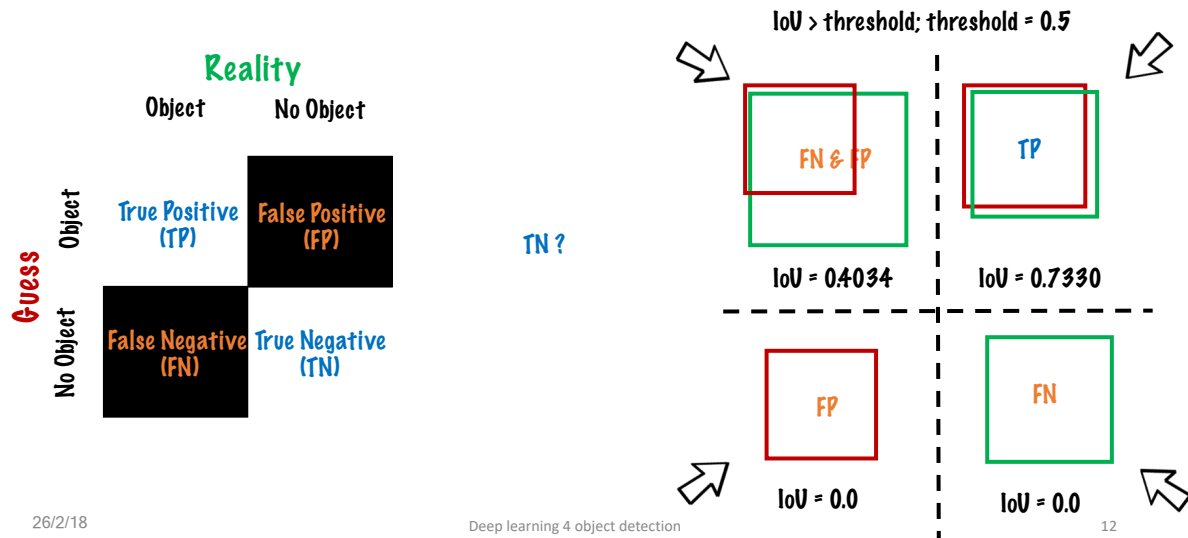 IoU > threshold; threshold = 0.5
Reality
Object
No Object
Guess
Object
True Positive
(TP)
False Positive
(FP)
No Object
False Negative
(FN)
True Negative
(TN)
TN ?
FN & FP
IoU = 0.4034
TP
IoU = 0.7330
FP
IoU = 0.0
FN
IoU = 0.0
26/2/18
Deep learning 4 object detection
12